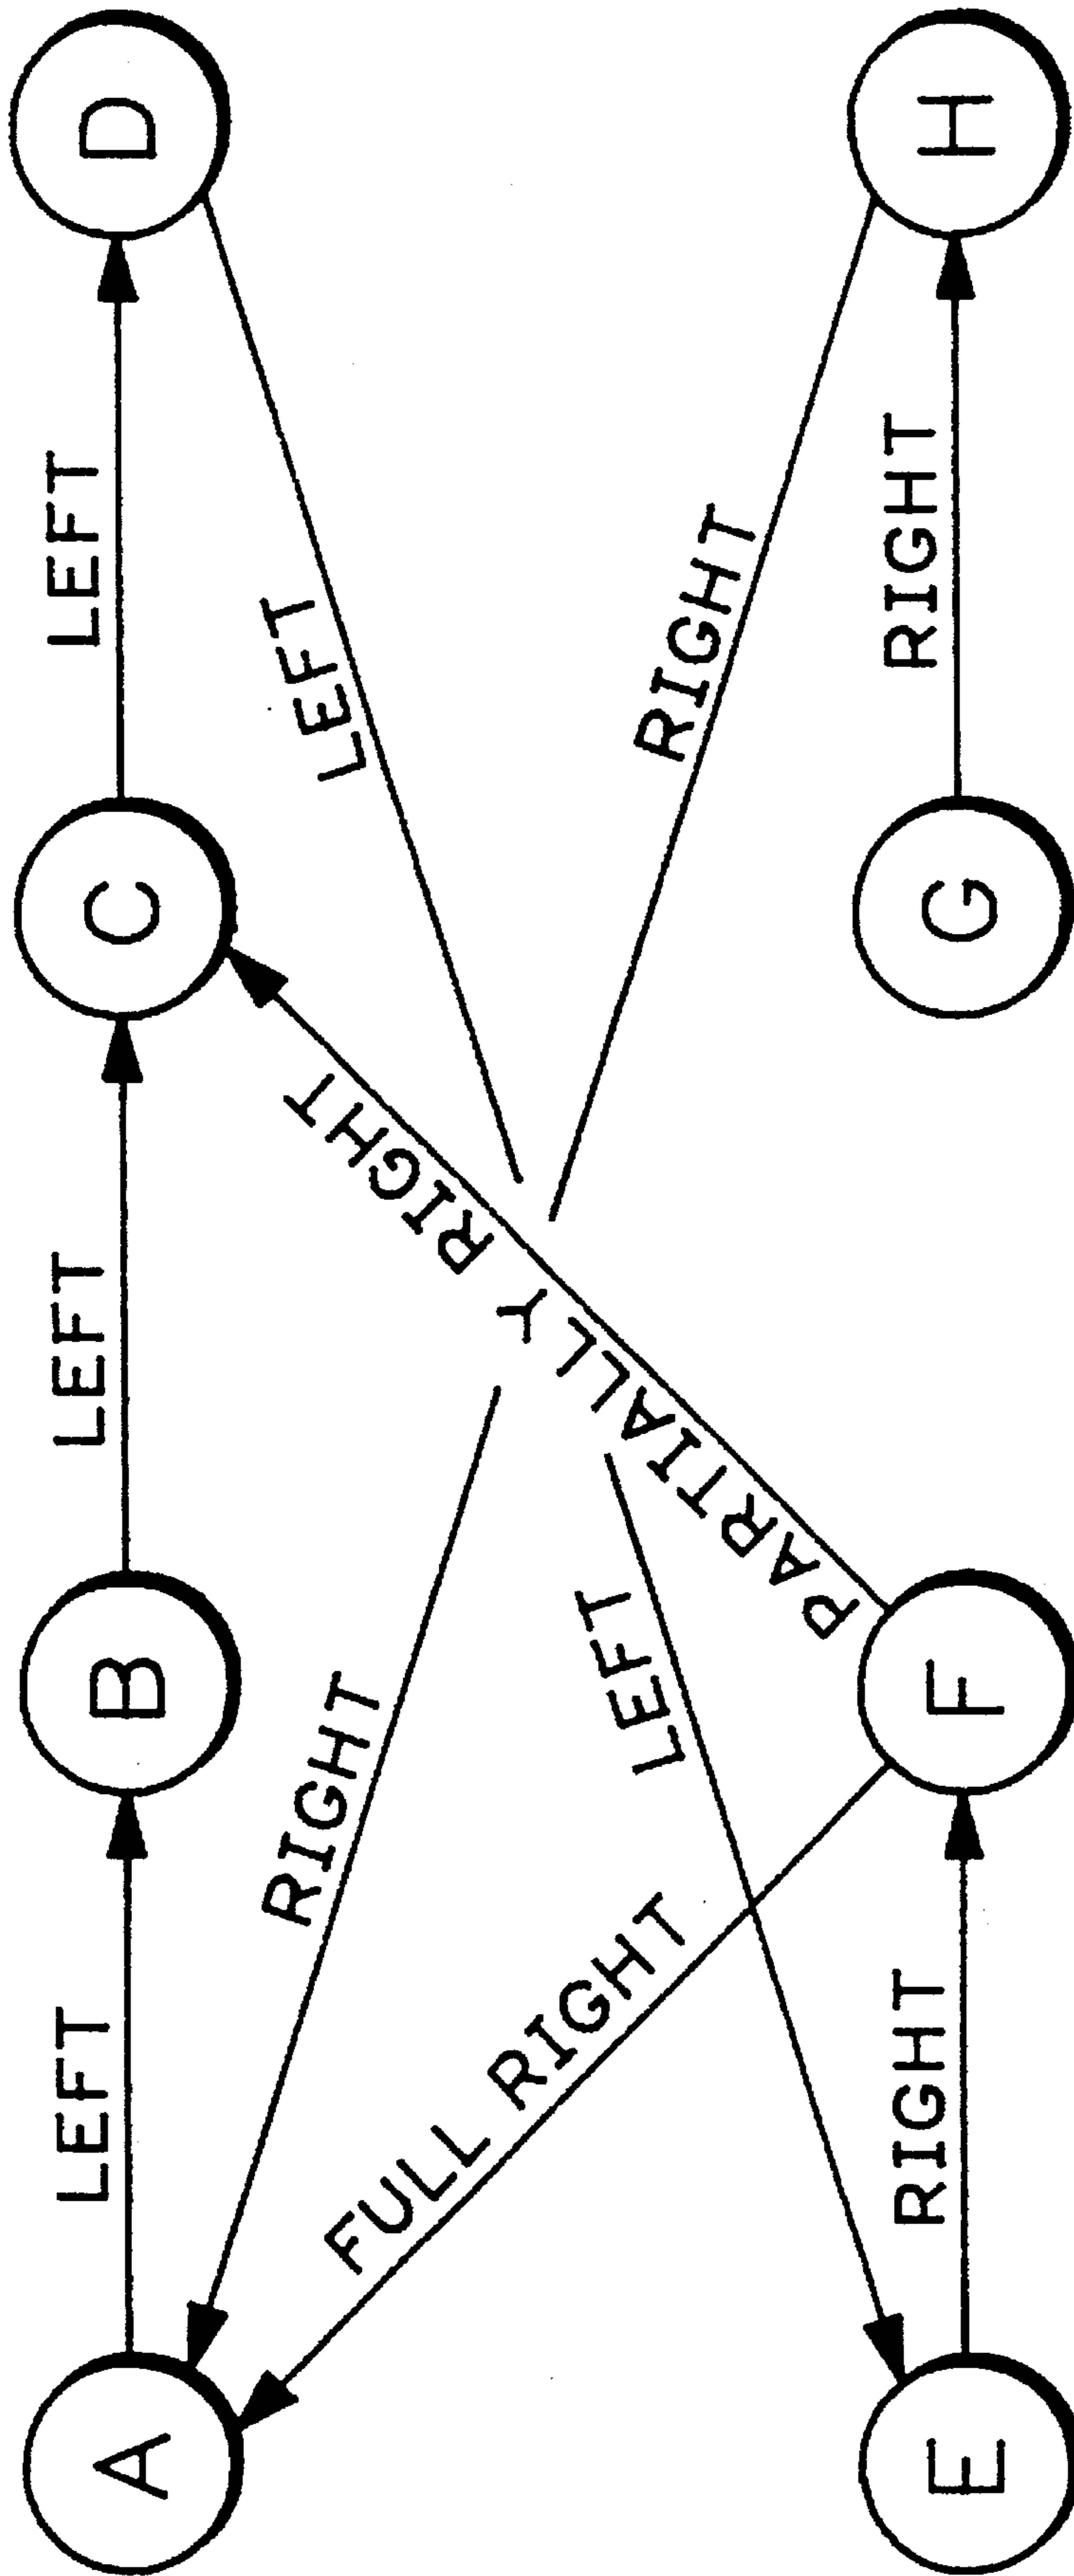 LEFT
LEFT
LEFT
A
B
C
D
RIGHT
LEFT
FULL RIGHT
PARTIALLY RIGHT
LEFT
RIGHT
RIGHT
RIGHT
E
F
G
H